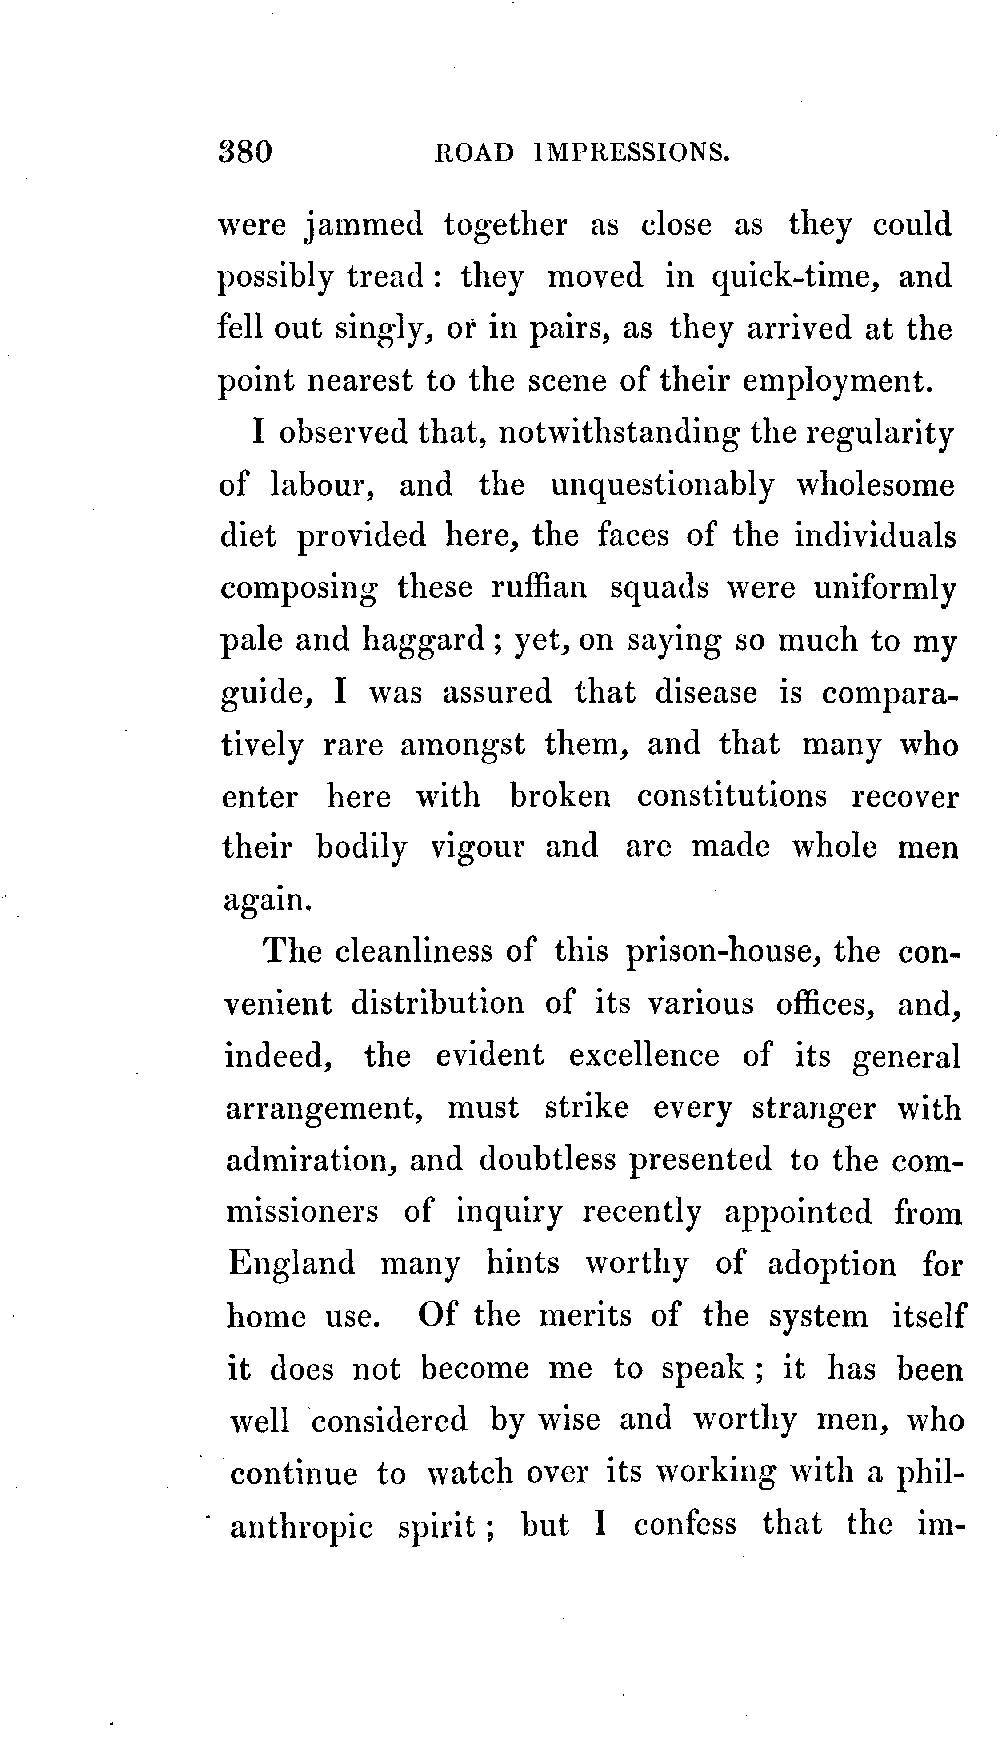 380 ROAD IMPRESSIONS.
were jammed together as close as they could
possibly tread : they moved in quick-time, and
fell out singly, or in pairs, as they arrived at the
point nearest to the scene of their employment.
I observed that, notwithstanding the regularity
of labour, and the unquestionably wholesome
diet provided here, the faces of the individuals
composing these ruffian squads were uniformly
pale and haggard ; yet, on saying so much to my
guide, I was assured that disease is compara-
tively rare amongst them, and that many who
enter here with broken constitutions recover
their bodily vigour and are made whole men
again.
The cleanliness of this prison-house, the con-
venient distribution of its various offices, and,
indeed, the evident excellence of its general
arrangement, must strike every stranger with
admiration, and doubtless presented to the com-
missioners of inquiry recently appointed from
England many hints worthy of adoption for
home use. Of the merits of the system itself
it does not become me to speak ; it has been
well considered by wise and worthy men, who
continue to watch over its working with a phil-
anthropic spirit ; but I confess that the im-